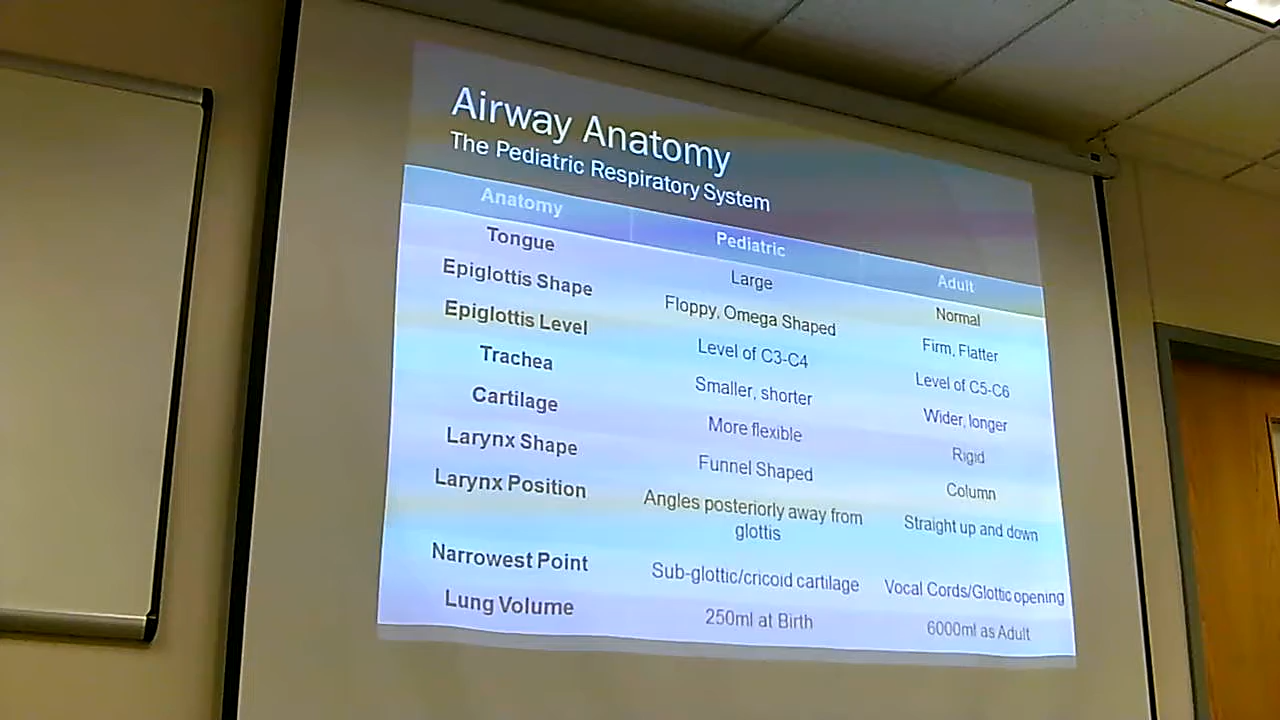 Airway Anatomy
The Pediatric Respiratory System
Anatomy Pediatric Adult
Tongue Large Normal
Epiglottis Shape Floppy, Omega Shaped Firm, Flatter
Epiglottis Level Level of C3-C4 Level of C5-C6
Trachea Smaller, shorter Wider, longer
Cartilage More flexible Rigid
Larynx Shape Funnel Shaped Column
Larynx Position Angles posteriorly away from Straight up and down
glottis
Narrowest Point Sub-glottic/cricoid cartilage Vocal Cords/Glottic opening
Lung Volume 250ml at Birth 6000ml as Adult